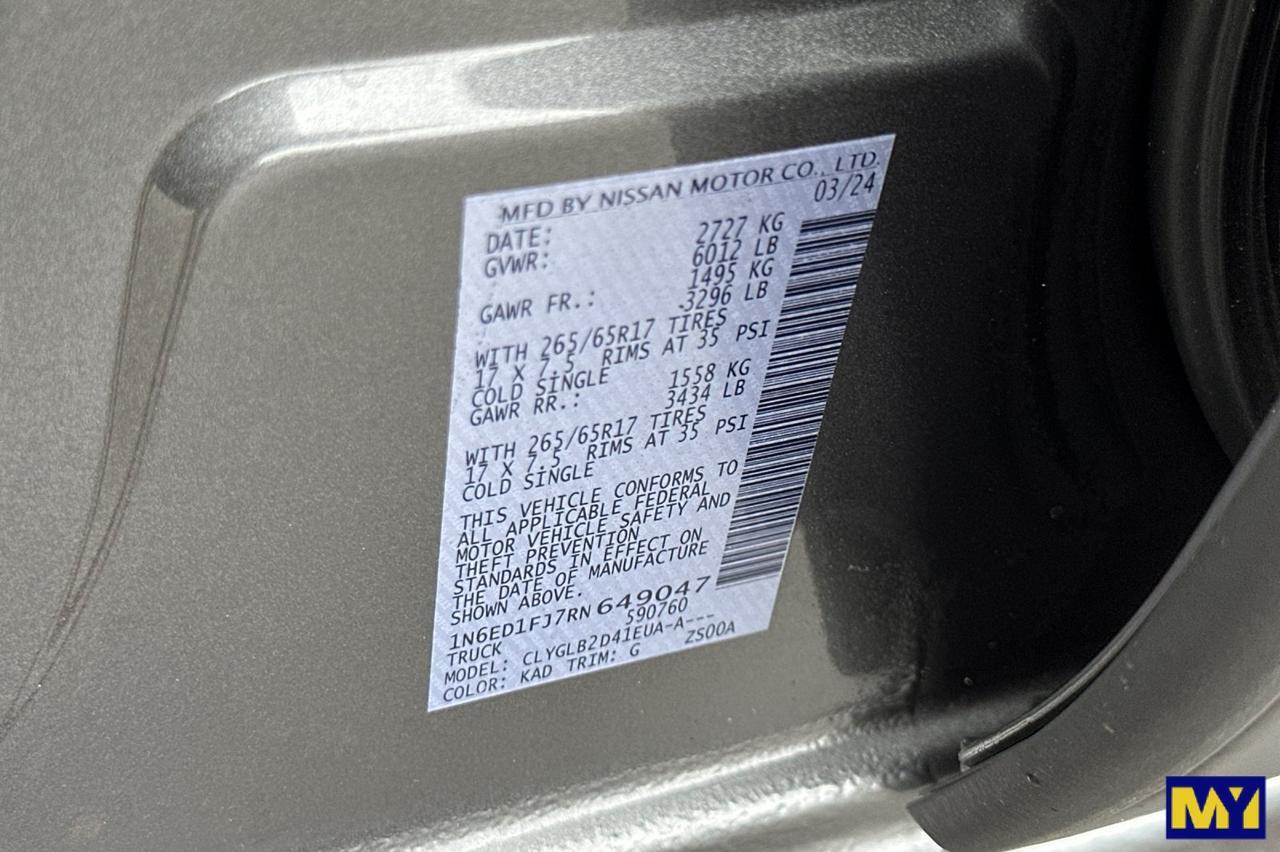 MFD BY NISSAN MOTOR CO., LTD.
DATE: 03/24
GVWR: 2727 KG
6012 LB
GAWR FR.: 1495 KG
3296 LB
WITH 265/65R17 TIRES
17 X 7.5 RIMS AT 35 PSI
COLD SINGLE
GAWR RR.: 1558 KG
3434 LB
WITH 265/65R17 TIRES
17 X 7.5 RIMS AT 35 PSI
COLD SINGLE
THIS VEHICLE CONFORMS TO
ALL APPLICABLE FEDERAL
MOTOR VEHICLE SAFETY AND
THEFT PREVENTION
STANDARDS IN EFFECT ON
THE DATE OF MANUFACTURE
SHOWN ABOVE.
1N6ED1FJ7RN649047
TRUCK 590760
MODEL: CLYGLB2D41EUA-A---
COLOR: KAD TRIM: G ZS00A
MY